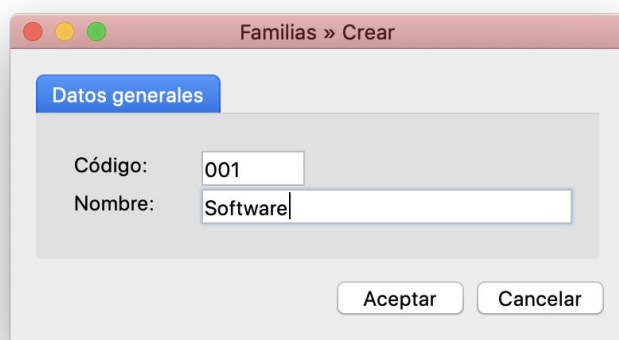 Familias » Crear
Datos generales
Código: 001
Nombre: Software
Aceptar Cancelar